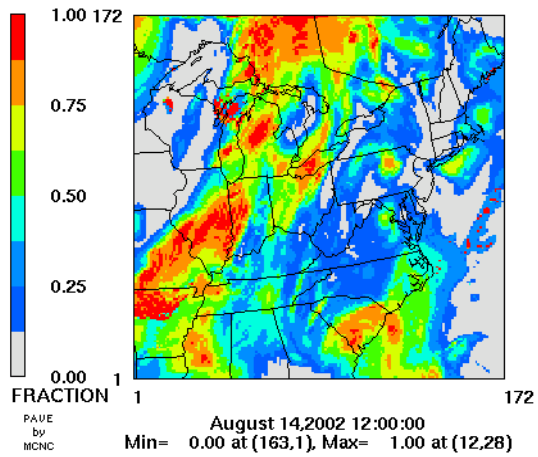 1.00 172
0.75
0.50
0.25
0.00 1
FRACTION 1 172
PAVE
by
MCNC
August 14,2002 12:00:00
Min= 0.00 at (163,1), Max= 1.00 at (12,28)